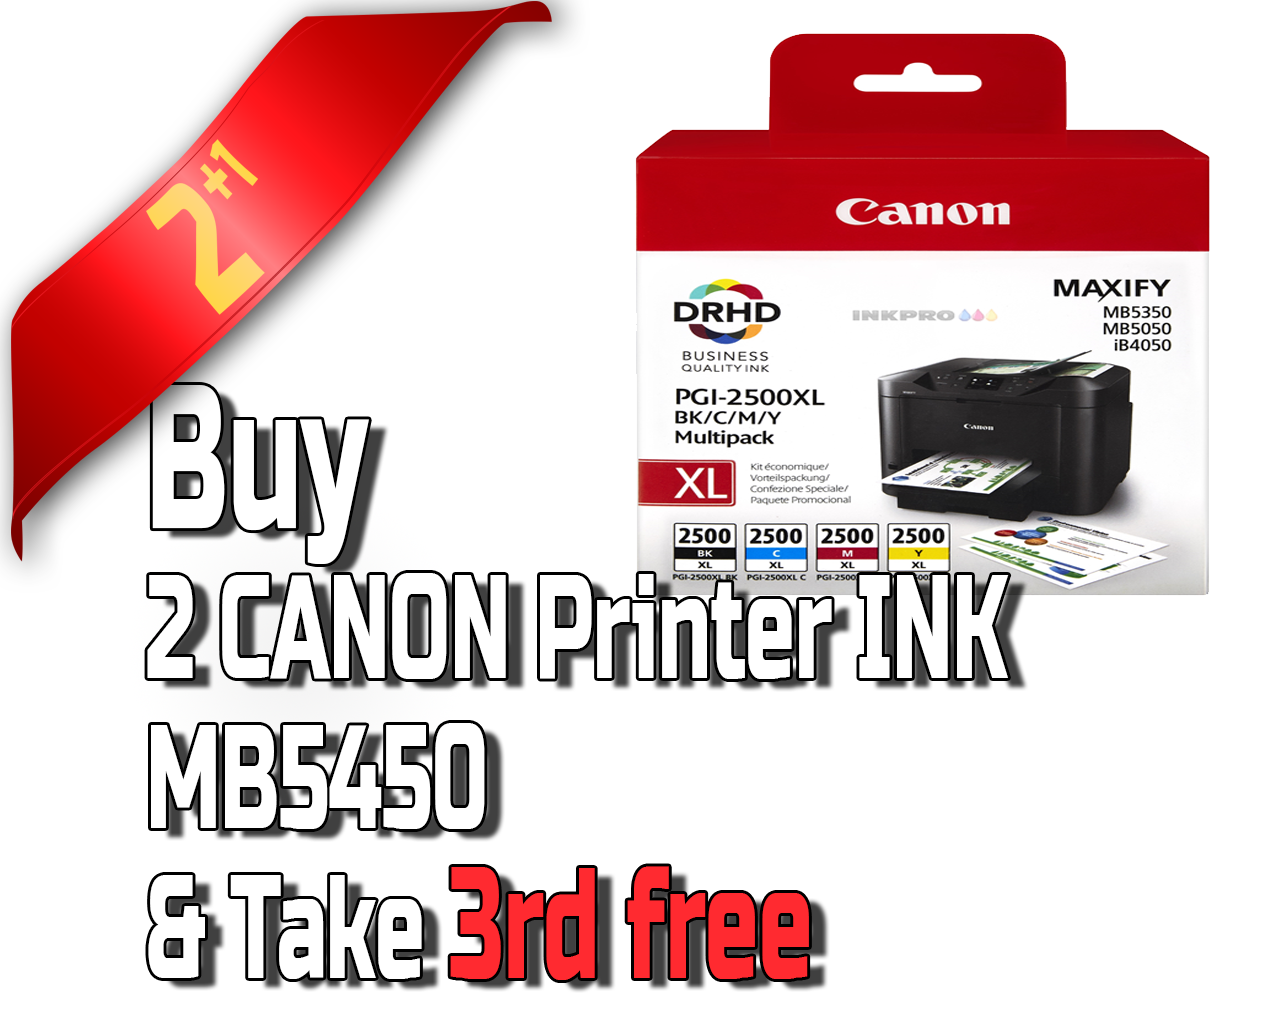 2+1
Canon
DRHD
BUSINESS
QUALITY INK
INKPRO
MAXIFY
MB5350
MB5050
iB4050
PGI-2500XL
BK/C/M/Y
Multipack
Canon
XL
Kit économique/
Vorteilspackung/
Confezione Speciale/
Paquete Promocional
2500 2500 2500 2500
BK C M Y
XL XL XL XL
PGI-2500XL BK PGI-2500XL C
Buy
2 CANON Printer INK
MB5450
& Take 3rd free